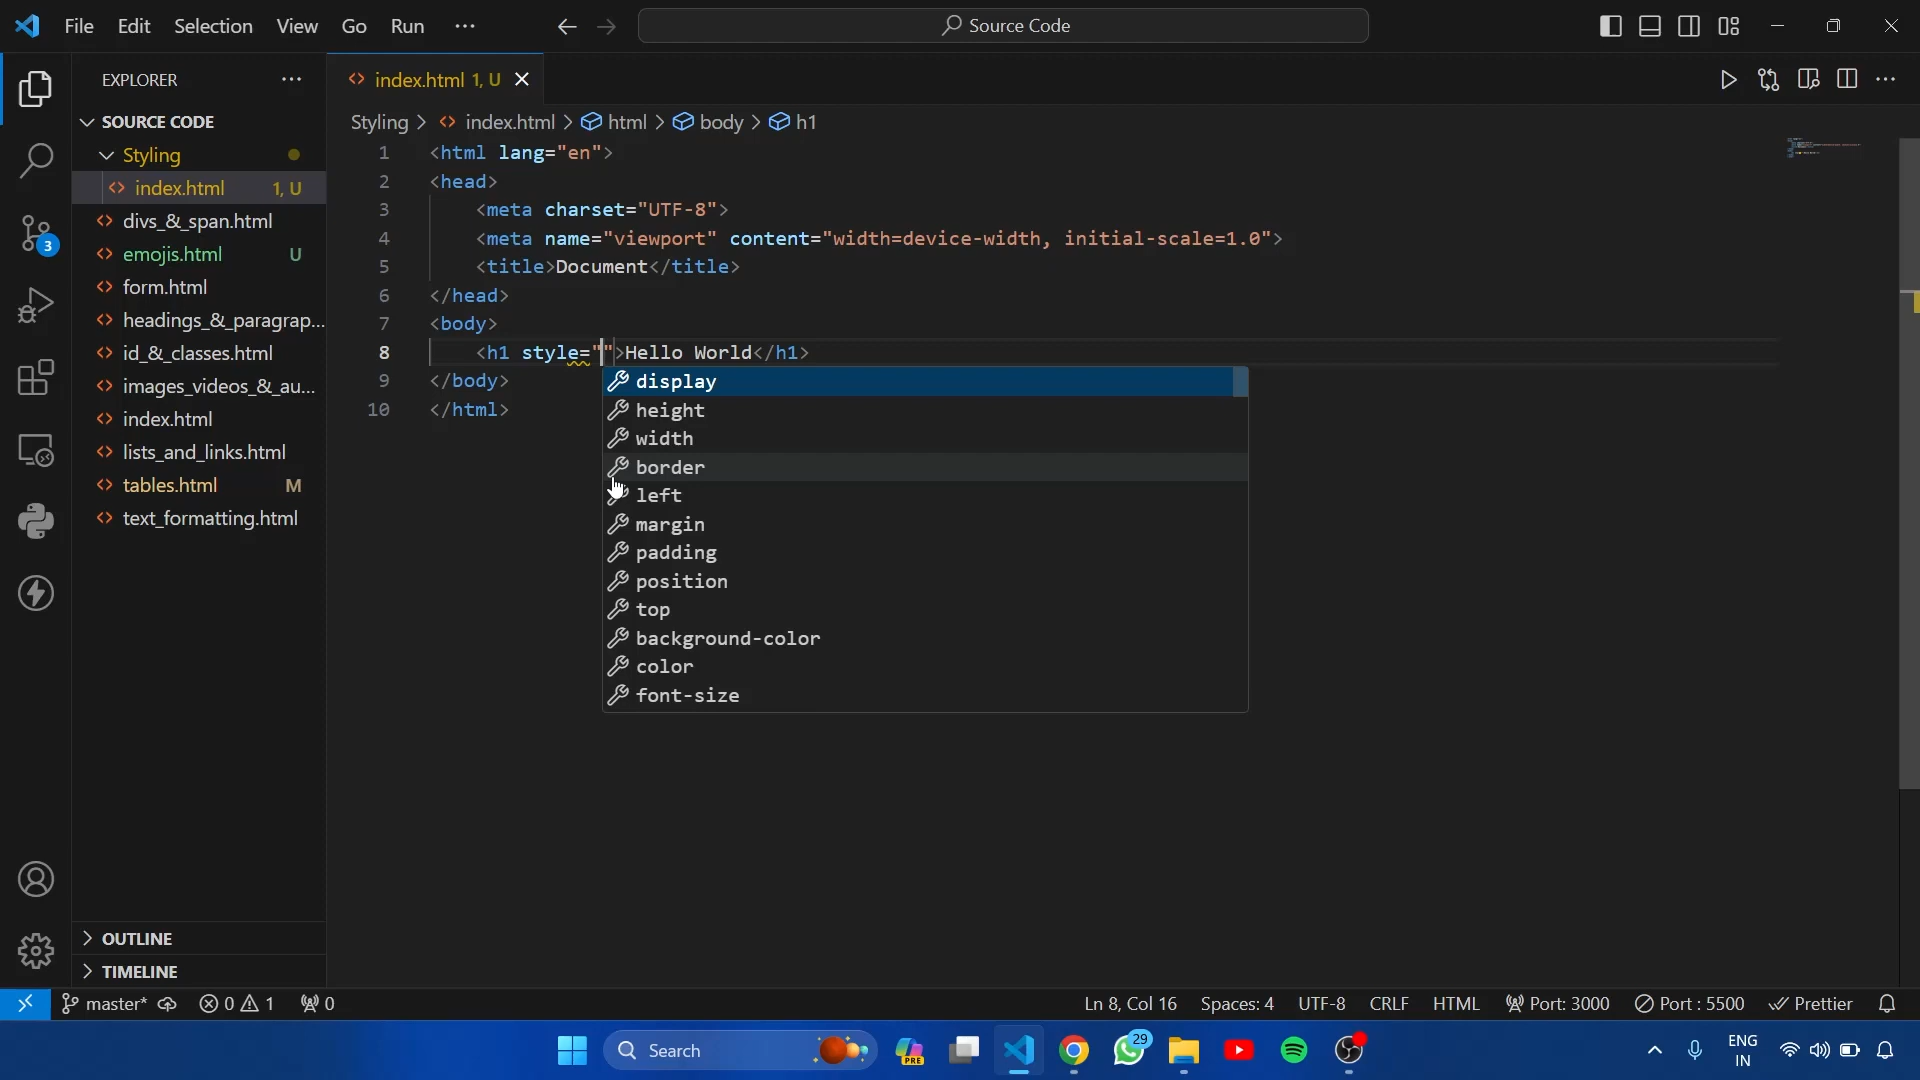 File Edit Selection View Go Run ··· Source Code
EXPLORER ···
SOURCE CODE
Styling
index.html 1, U
divs_&_span.html
emojis.html U
form.html
headings_&_paragrap...
id_&_classes.html
images_videos_&_au...
index.html
lists_and_links.html
tables.html M
text_formatting.html
OUTLINE
TIMELINE
index.html 1, U
Styling > index.html > html > body > h1
1 <html lang="en">
2 <head>
3 <meta charset="UTF-8">
4 <meta name="viewport" content="width=device-width, initial-scale=1.0">
5 <title>Document</title>
6 </head>
7 <body>
8 <h1 style="">Hello World</h1>
9 </body>
10 </html>
display
height
width
border
left
margin
padding
position
top
background-color
color
font-size
3
master* 0 1 0 Ln 8, Col 16 Spaces: 4 UTF-8 CRLF HTML Port: 3000 Port : 5500 Prettier
Search PRE 29 ENG
IN